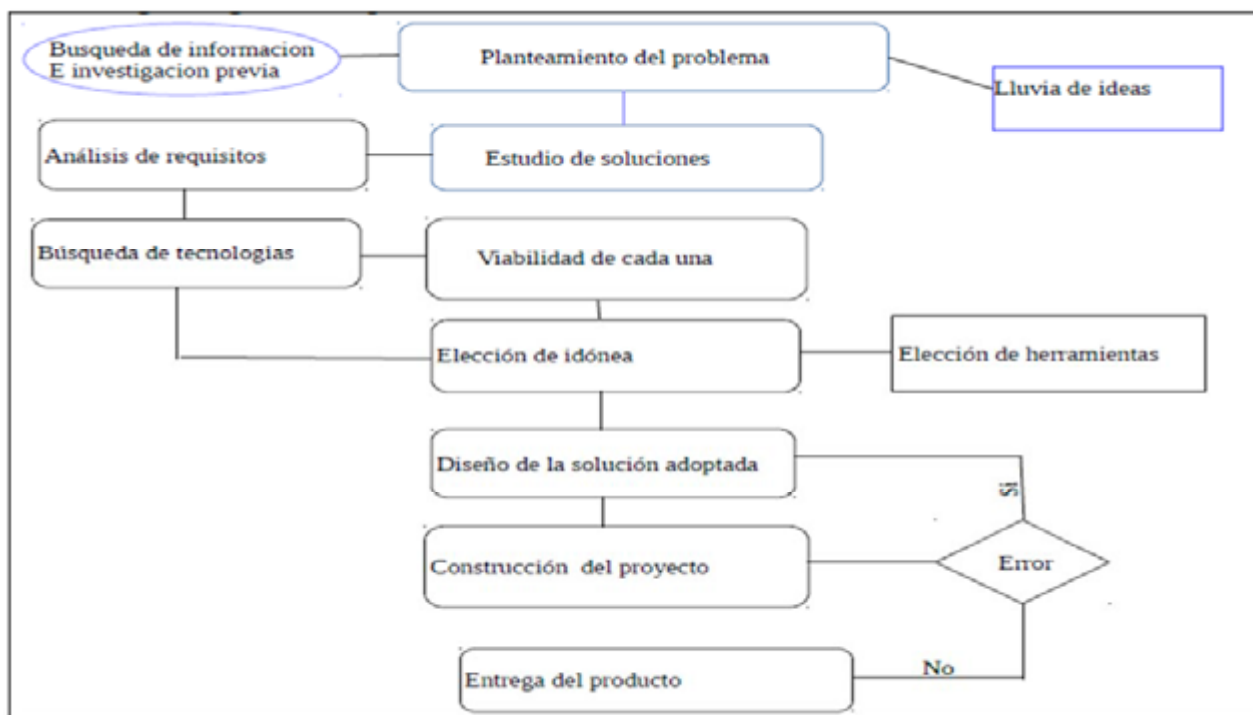 Busqueda de informacion
E investigacion previa
Planteamiento del problema
Lluvia de ideas
Análisis de requisitos
Estudio de soluciones
Búsqueda de tecnologías
Viabilidad de cada una
Elección de idónea
Elección de herramientas
Diseño de la solución adoptada
Si
Construcción del proyecto
Error
Entrega del producto
No